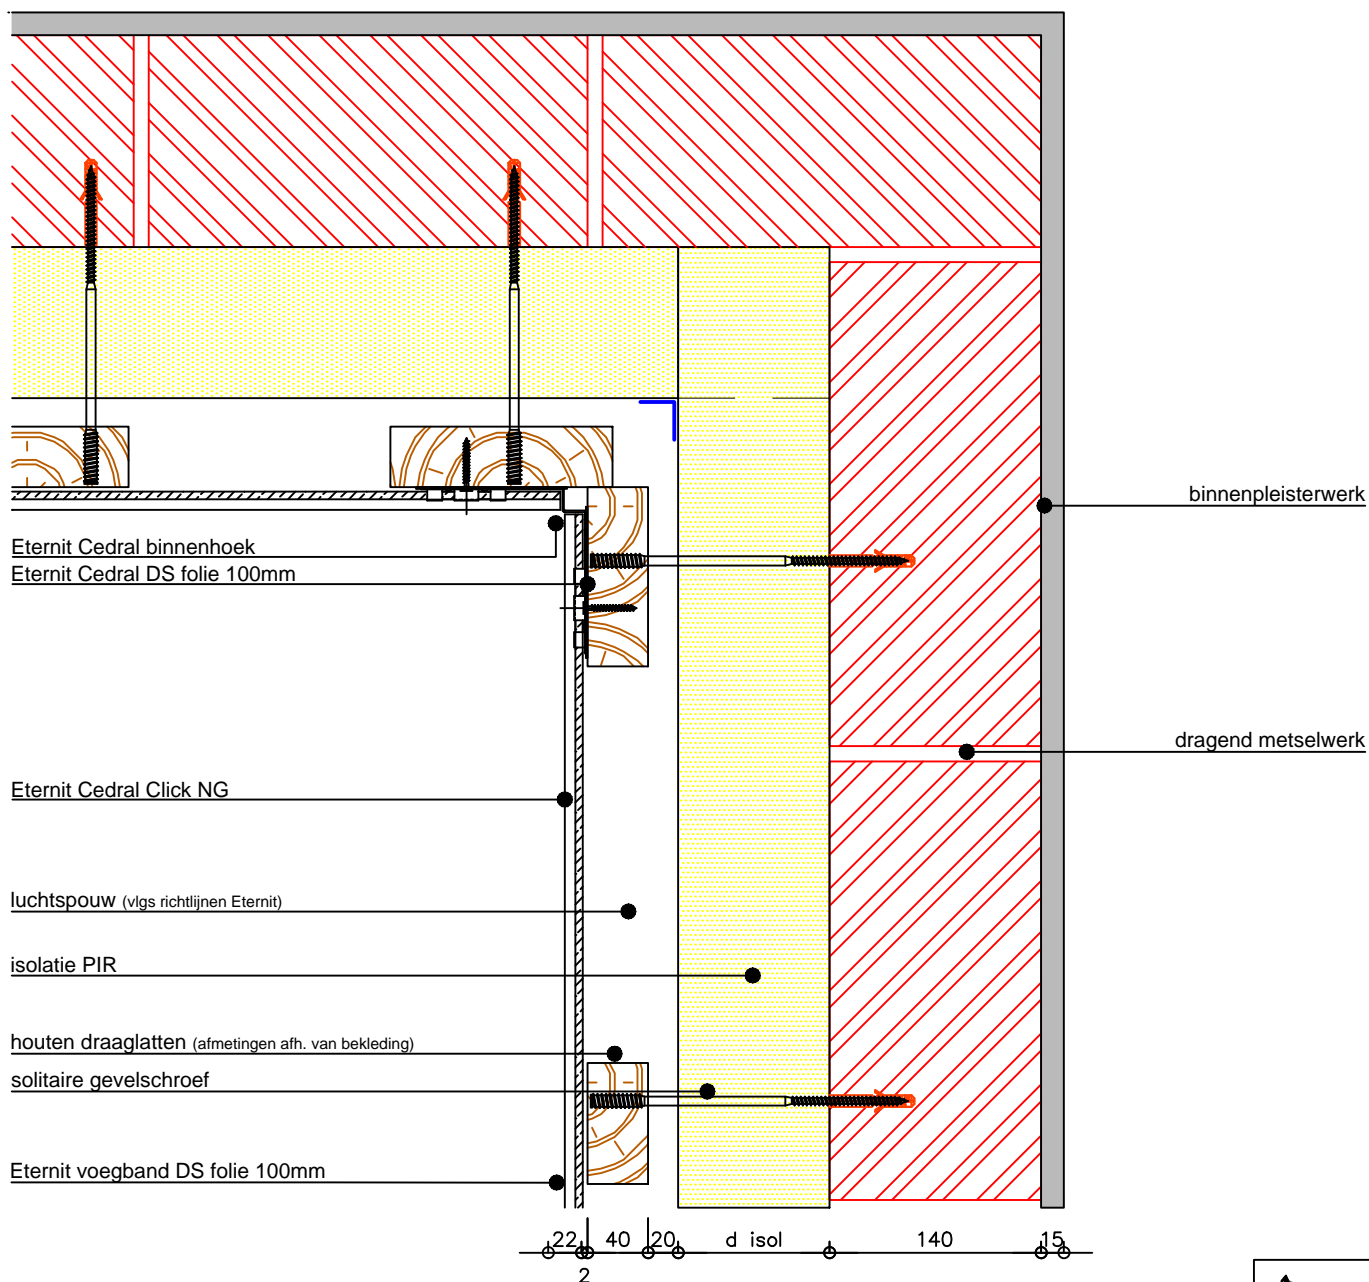 binnenpleisterwerk
Eternit Cedral binnenhoek
Eternit Cedral DS folie 100mm
dragend metselwerk
Eternit Cedral Click NG
luchtspouw (vlgs richtlijnen Eternit)
isolatie PIR
houten draaglatten (afmetingen afh. van bekleding)
solitaire gevelschroef
Eternit voegband DS folie 100mm
22 40 20 d isol 140 15
2